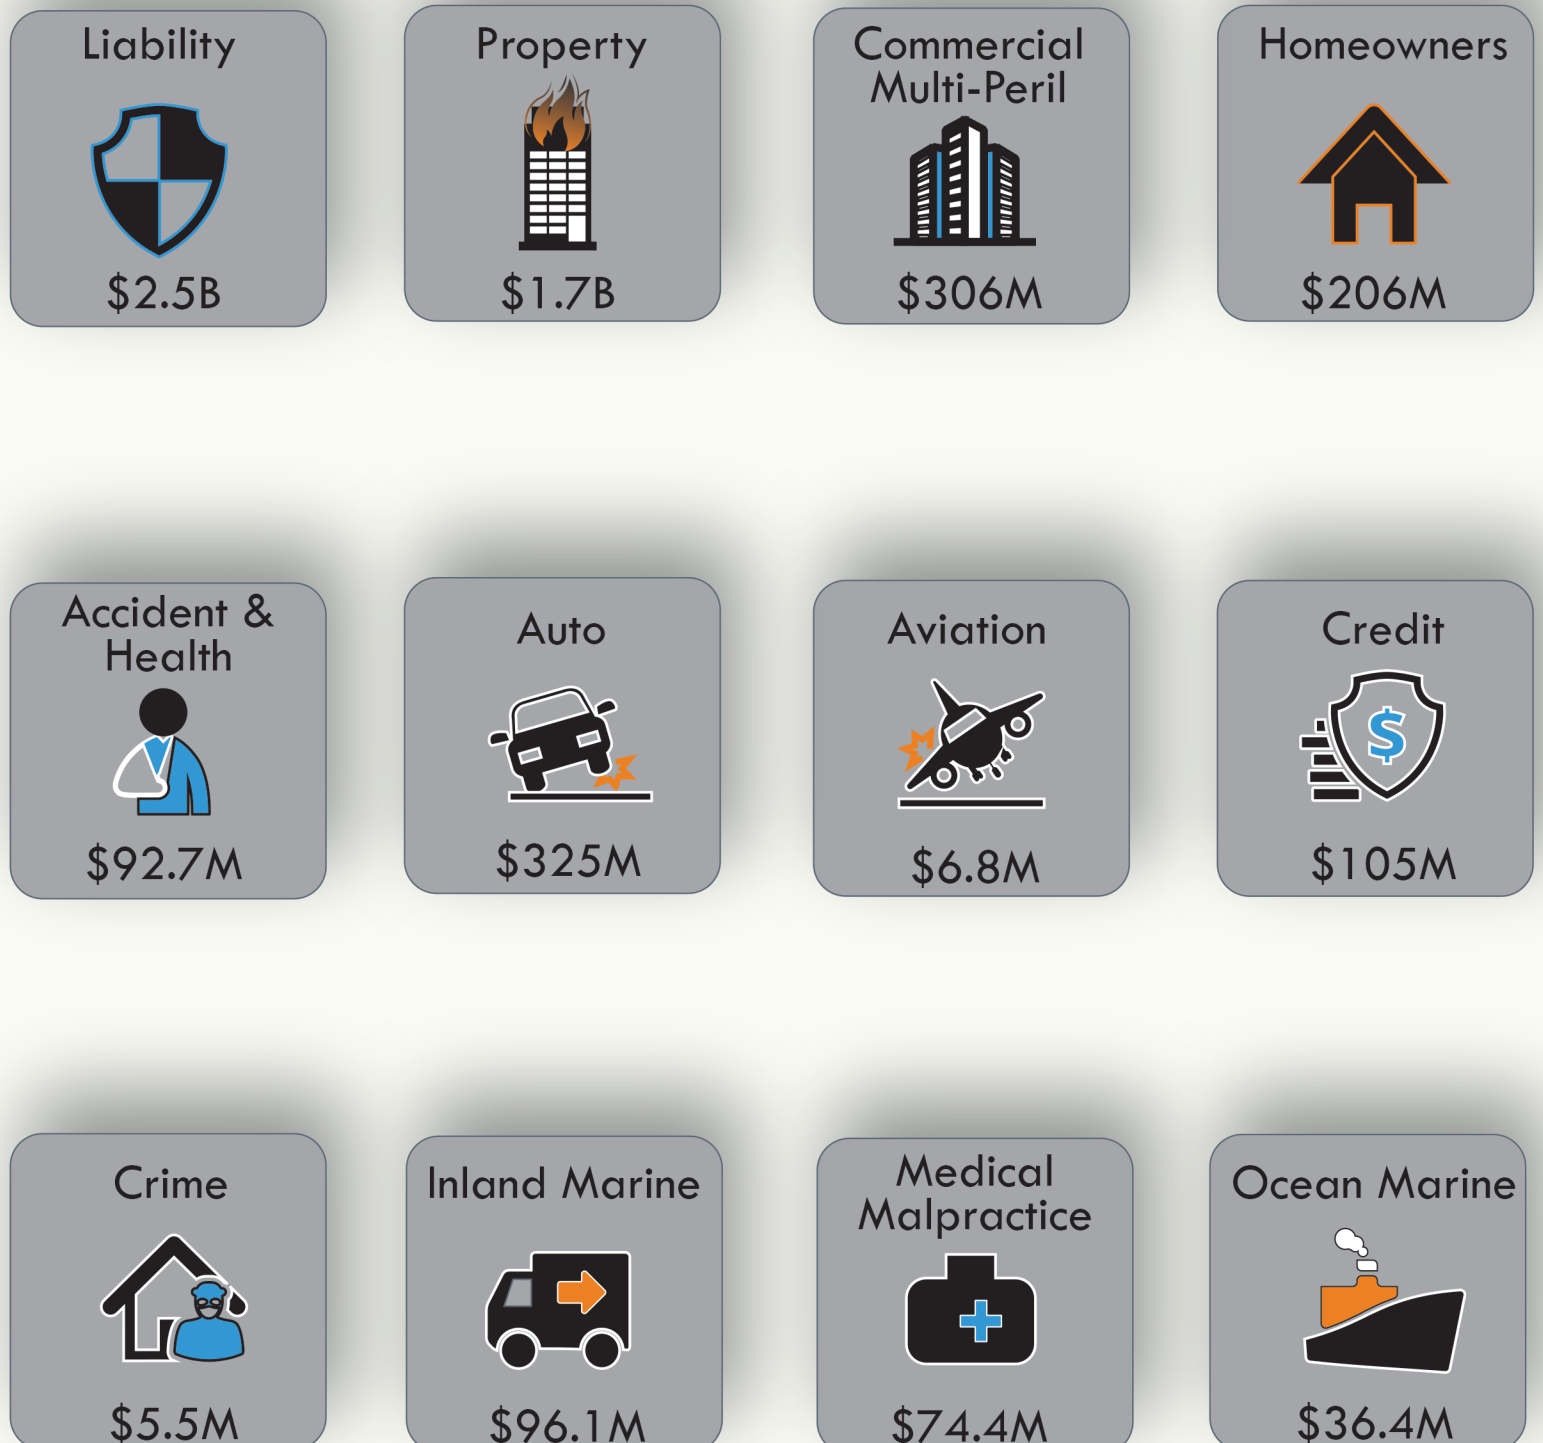 Liability
$2.5B
Property
$1.7B
Commercial
Multi-Peril
$306M
Homeowners
$206M
Accident &
Health
$92.7M
Auto
$325M
Aviation
$6.8M
Credit
$
$105M
Crime
$5.5M
Inland Marine
$96.1M
Medical
Malpractice
$74.4M
Ocean Marine
$36.4M